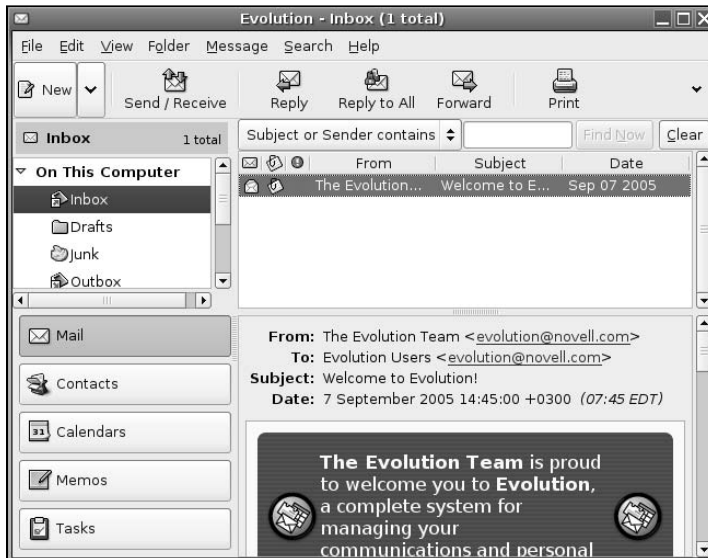 Evolution - Inbox (1 total)
File Edit View Folder Message Search Help
New Send / Receive Reply Reply to All Forward Print
Inbox 1 total
Subject or Sender contains Find Now Clear
On This Computer
Inbox
Drafts
Junk
Outbox
From Subject Date
The Evolution... Welcome to E... Sep 07 2005
Mail
Contacts
31 Calendars
Memos
Tasks
From: The Evolution Team <evolution@novell.com>
To: Evolution Users <evolution@novell.com>
Subject: Welcome to Evolution!
Date: 7 September 2005 14:45:00 +0300 (07:45 EDT)
The Evolution Team is proud
to welcome you to Evolution,
a complete system for
managing your
communications and personal